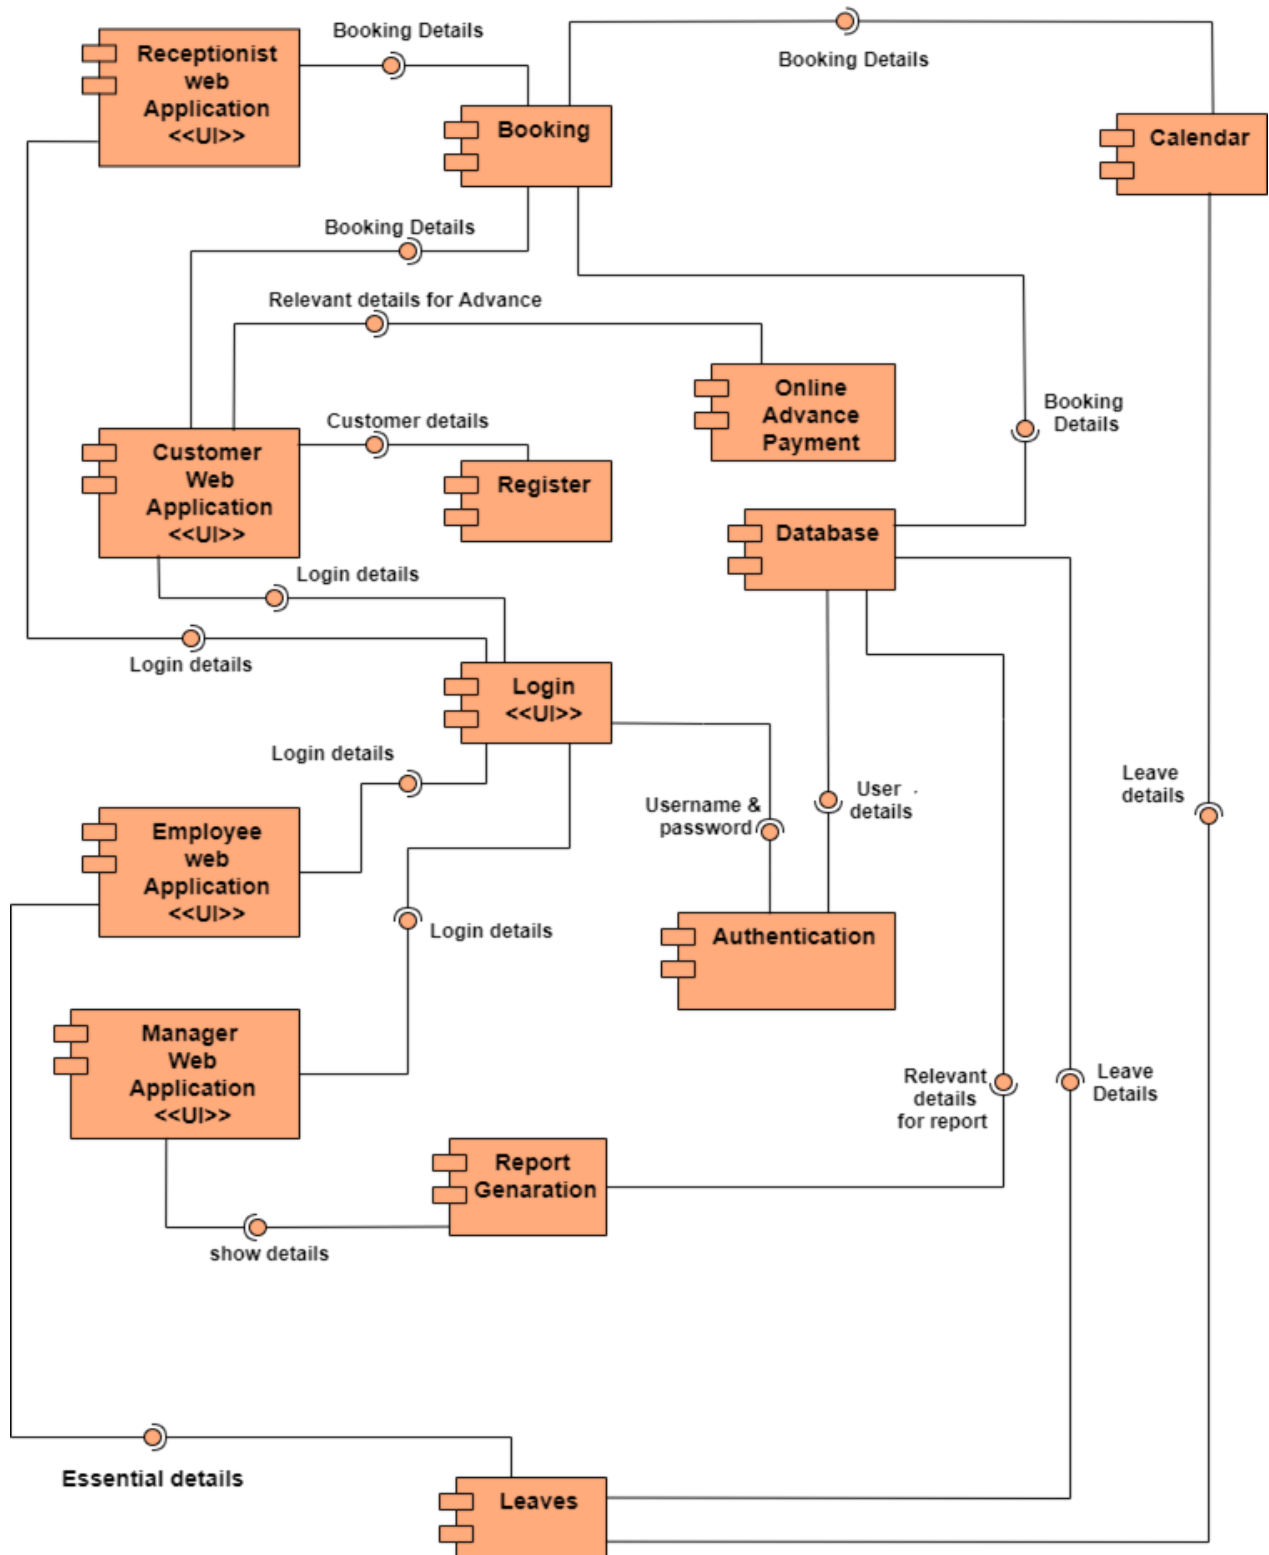 Booking Details
Booking Details
Receptionist
web
Application
<<UI>>
Booking
Calendar
Booking Details
Relevant details for Advance
Online
Advance
Payment
Booking
Details
Customer details
Customer
Web
Application
<<UI>>
Register
Database
Login details
Login details
Login
<<UI>>
Login details
Leave
details
User
details
Username &
password
Employee
web
Application
<<UI>>
Login details
Authentication
Manager
Web
Application
<<UI>>
Relevant
details
for report
Leave
Details
Report
Genaration
show details
Essential details
Leaves